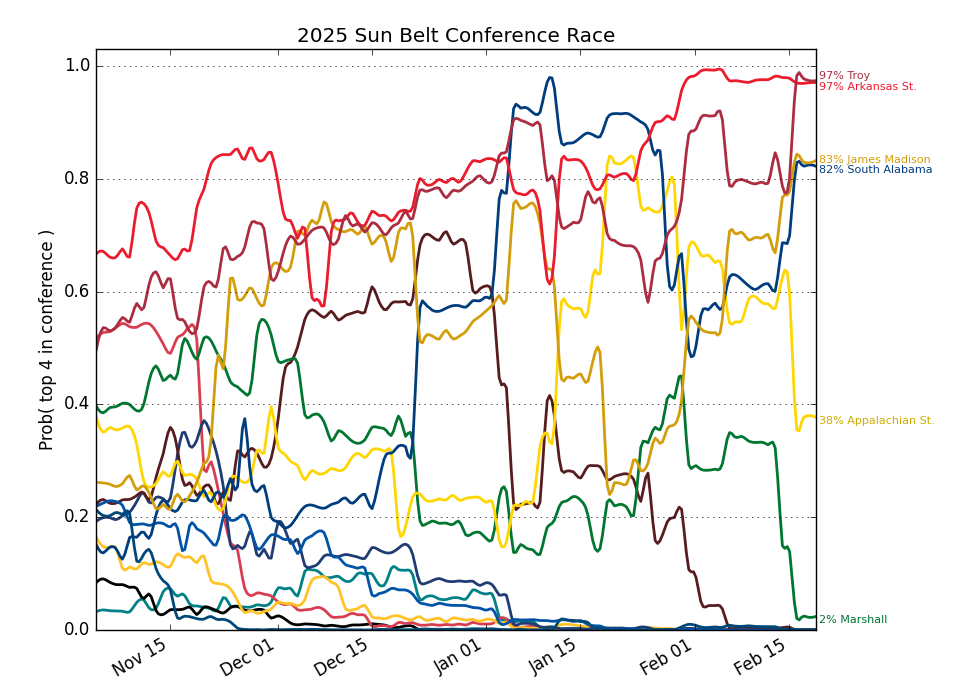 2025 Sun Belt Conference Race
1.0
0.8
0.6
0.4
0.2
0.0
Prob( top 4 in conference )
97% Troy
97% Arkansas St.
83% James Madison
82% South Alabama
38% Appalachian St.
2% Marshall
Nov 15
Dec 01
Dec 15
Jan 01
Jan 15
Feb 01
Feb 15